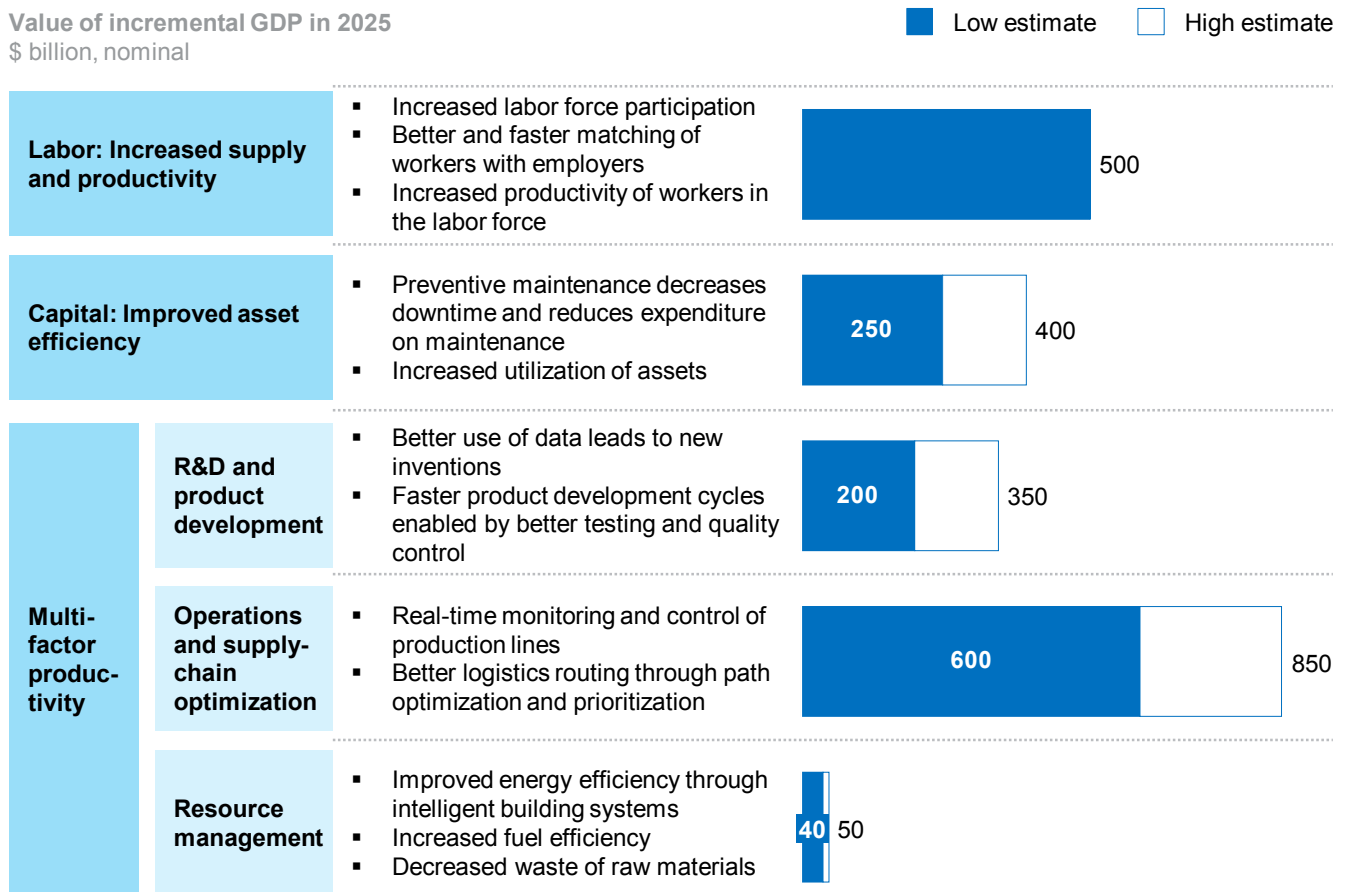 Value of incremental GDP in 2025
$ billion, nominal
Low estimate
High estimate
Labor: Increased supply
and productivity
▪ Increased labor force participation
▪ Better and faster matching of
workers with employers
▪ Increased productivity of workers in
the labor force
500
Capital: Improved asset
efficiency
▪ Preventive maintenance decreases
downtime and reduces expenditure
on maintenance
▪ Increased utilization of assets
250
400
Multi-
factor
produc-
tivity
R&D and
product
development
▪ Better use of data leads to new
inventions
▪ Faster product development cycles
enabled by better testing and quality
control
200
350
Operations
and supply-
chain
optimization
▪ Real-time monitoring and control of
production lines
▪ Better logistics routing through path
optimization and prioritization
600
850
Resource
management
▪ Improved energy efficiency through
intelligent building systems
▪ Increased fuel efficiency
▪ Decreased waste of raw materials
40
50